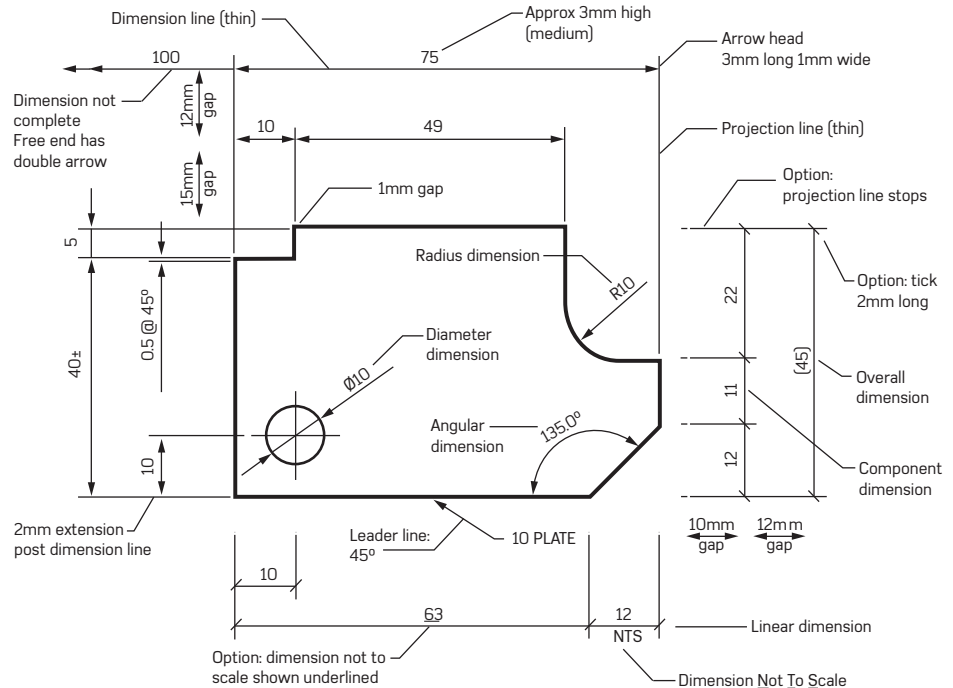 Dimension line (thin)
Approx 3mm high
(medium)
Arrow head
3mm long 1mm wide
100
75
Dimension not
complete
Free end has
double arrow
12mm
gap
10
49
Projection line (thin)
15mm
gap
1mm gap
Option:
projection line stops
5
Radius dimension
R10
22
Option: tick
2mm long
0.5 @ 45º
40±
Diameter
dimension
Ø10
(45)
Overall
dimension
11
Angular
dimension
135.0º
10
12
Component
dimension
2mm extension
post dimension line
Leader line:
45º
10 PLATE
10mm
gap
12mm
gap
10
63
12
NTS
Linear dimension
Option: dimension not to
scale shown underlined
Dimension Not To Scale